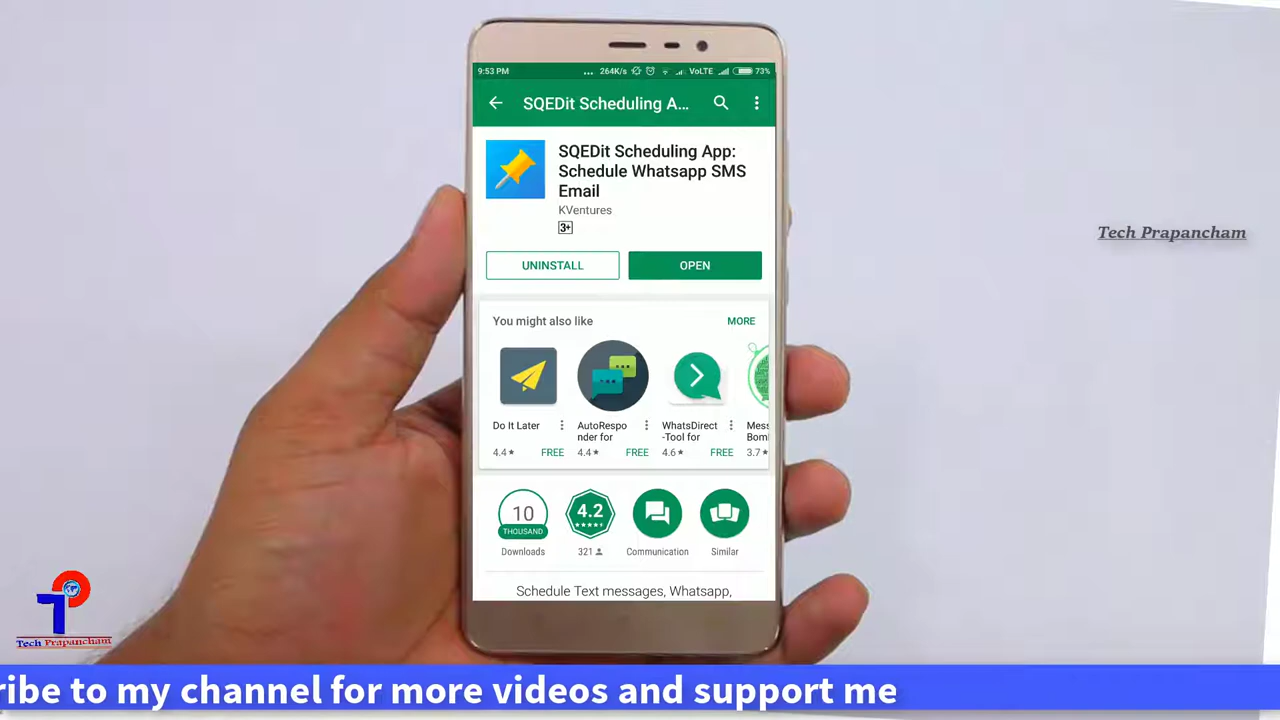 9:53 PM
... 264K/s VoLTE 73%
SQEDit Scheduling A...
SQEDit Scheduling App:
Schedule Whatsapp SMS
Email
KVentures
3+
UNINSTALL
OPEN
You might also like
MORE
Do It Later
4.4★ FREE
AutoRespo
nder for
4.4★ FREE
WhatsDirect
-Tool for
4.6★ FREE
Mess
Bomb
3.7★
10
THOUSAND
Downloads
4.2
321
Communication
Similar
Schedule Text messages, Whatsapp,
Tech Prapancham
TP
Tech Prapancham
ribe to my channel for more videos and support me